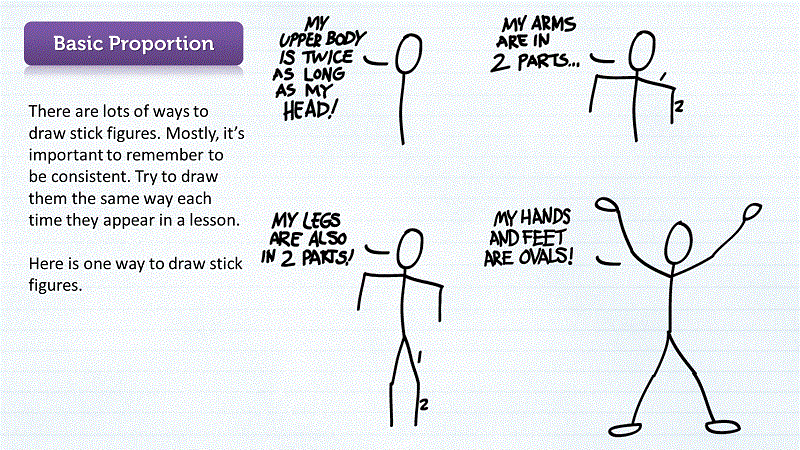 Basic Proportion
There are lots of ways to
draw stick figures. Mostly, it’s
important to remember to
be consistent. Try to draw
them the same way each
time they appear in a lesson.
Here is one way to draw stick
figures.
MY
UPPER BODY
IS TWICE
AS LONG
AS MY
HEAD!
MY ARMS
ARE IN
2 PARTS...
1
2
MY LEGS
ARE ALSO
IN 2 PARTS!
1
2
MY HANDS
AND FEET
ARE OVALS!